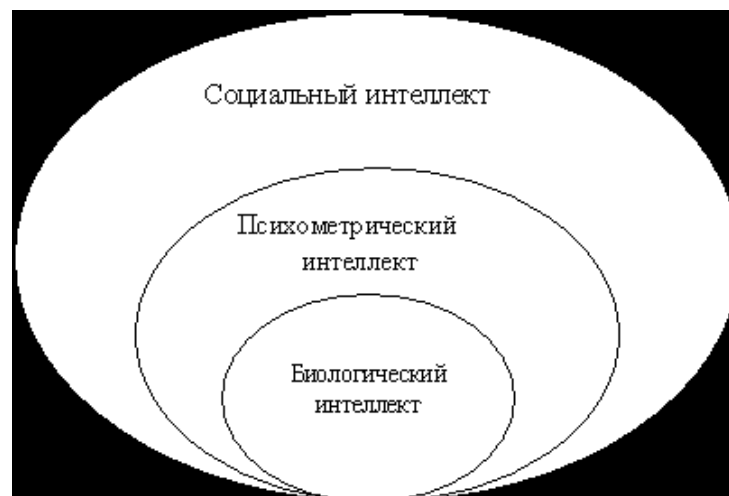 Социальный интеллект
Психометрический
интеллект
Биологический
интеллект